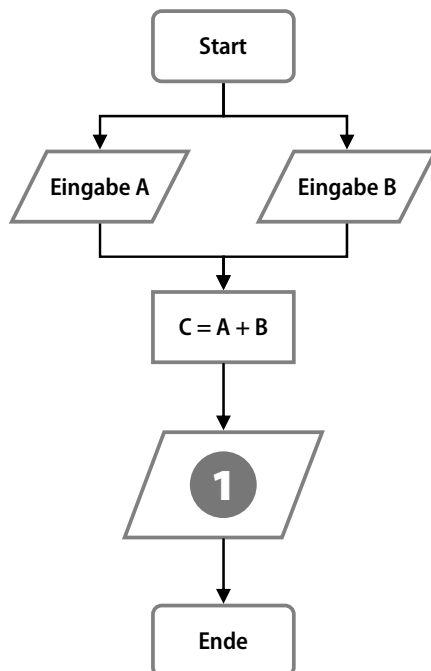 Start
Eingabe A
Eingabe B
C = A + B
1
Ende